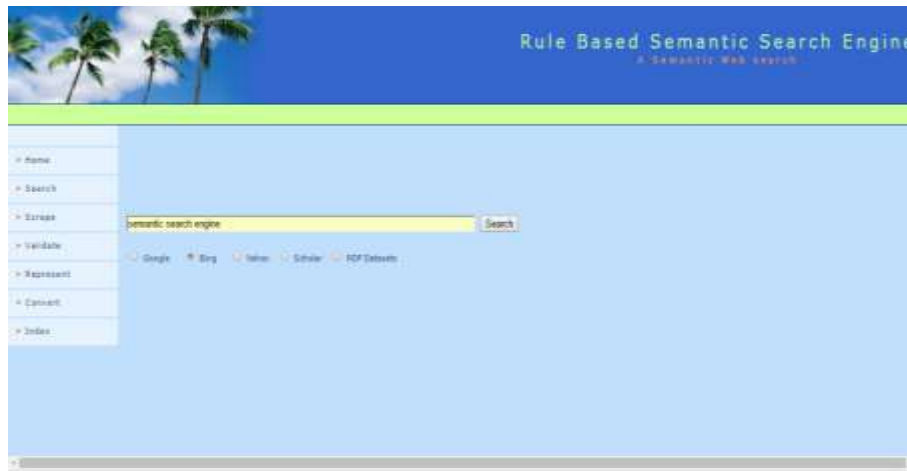 Rule Based Semantic Search Engine
A Semantic Web search
» Home
» Search
» Scrape
» Validate
» Represent
» Convert
» Index
semantic search engine Search
Google Bing Yahoo Scholar RDF Datasets